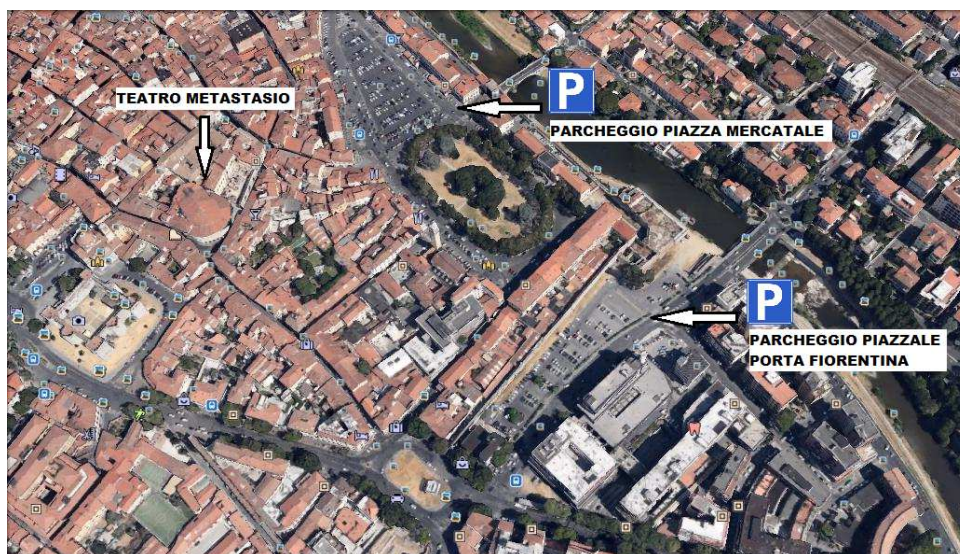 TEATRO METASTASIO
P
PARCHEGGIO PIAZZA MERCATALE
P
PARCHEGGIO PIAZZALE
PORTA FIORENTINA